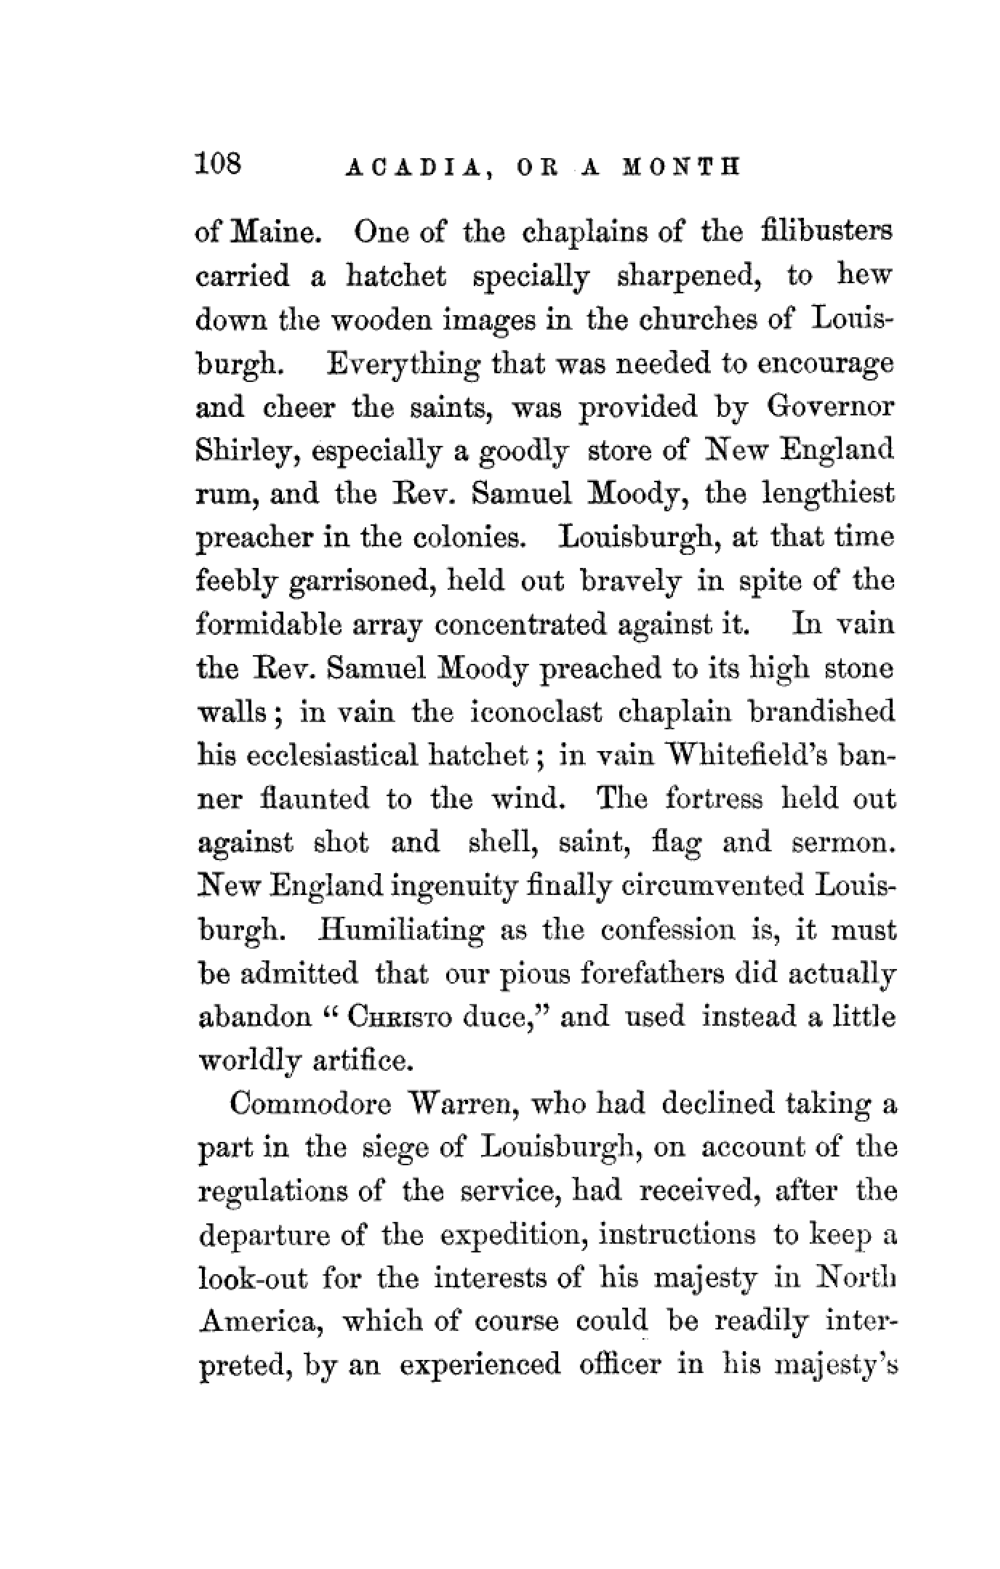 108 ACADIA, OR A MONTH
of Maine. One of the chaplains of the filibusters
carried a hatchet specially sharpened, to hew
down the wooden images in the churches of Louis-
burgh. Everything that was needed to encourage
and cheer the saints, was provided by Governor
Shirley, especially a goodly store of New England
rum, and the Rev. Samuel Moody, the lengthiest
preacher in the colonies. Louisburgh, at that time
feebly garrisoned, held out bravely in spite of the
formidable array concentrated against it. In vain
the Rev. Samuel Moody preached to its high stone
walls; in vain the iconoclast chaplain brandished
his ecclesiastical hatchet; in vain Whitefield's ban-
ner flaunted to the wind. The fortress held out
against shot and shell, saint, flag and sermon.
New England ingenuity finally circumvented Louis-
burgh. Humiliating as the confession is, it must
be admitted that our pious forefathers did actually
abandon “ CHRISTO duce,” and used instead a little
worldly artifice.
Commodore Warren, who had declined taking a
part in the siege of Louisburgh, on account of the
regulations of the service, had received, after the
departure of the expedition, instructions to keep a
look-out for the interests of his majesty in North
America, which of course could be readily inter-
preted, by an experienced officer in his majesty's